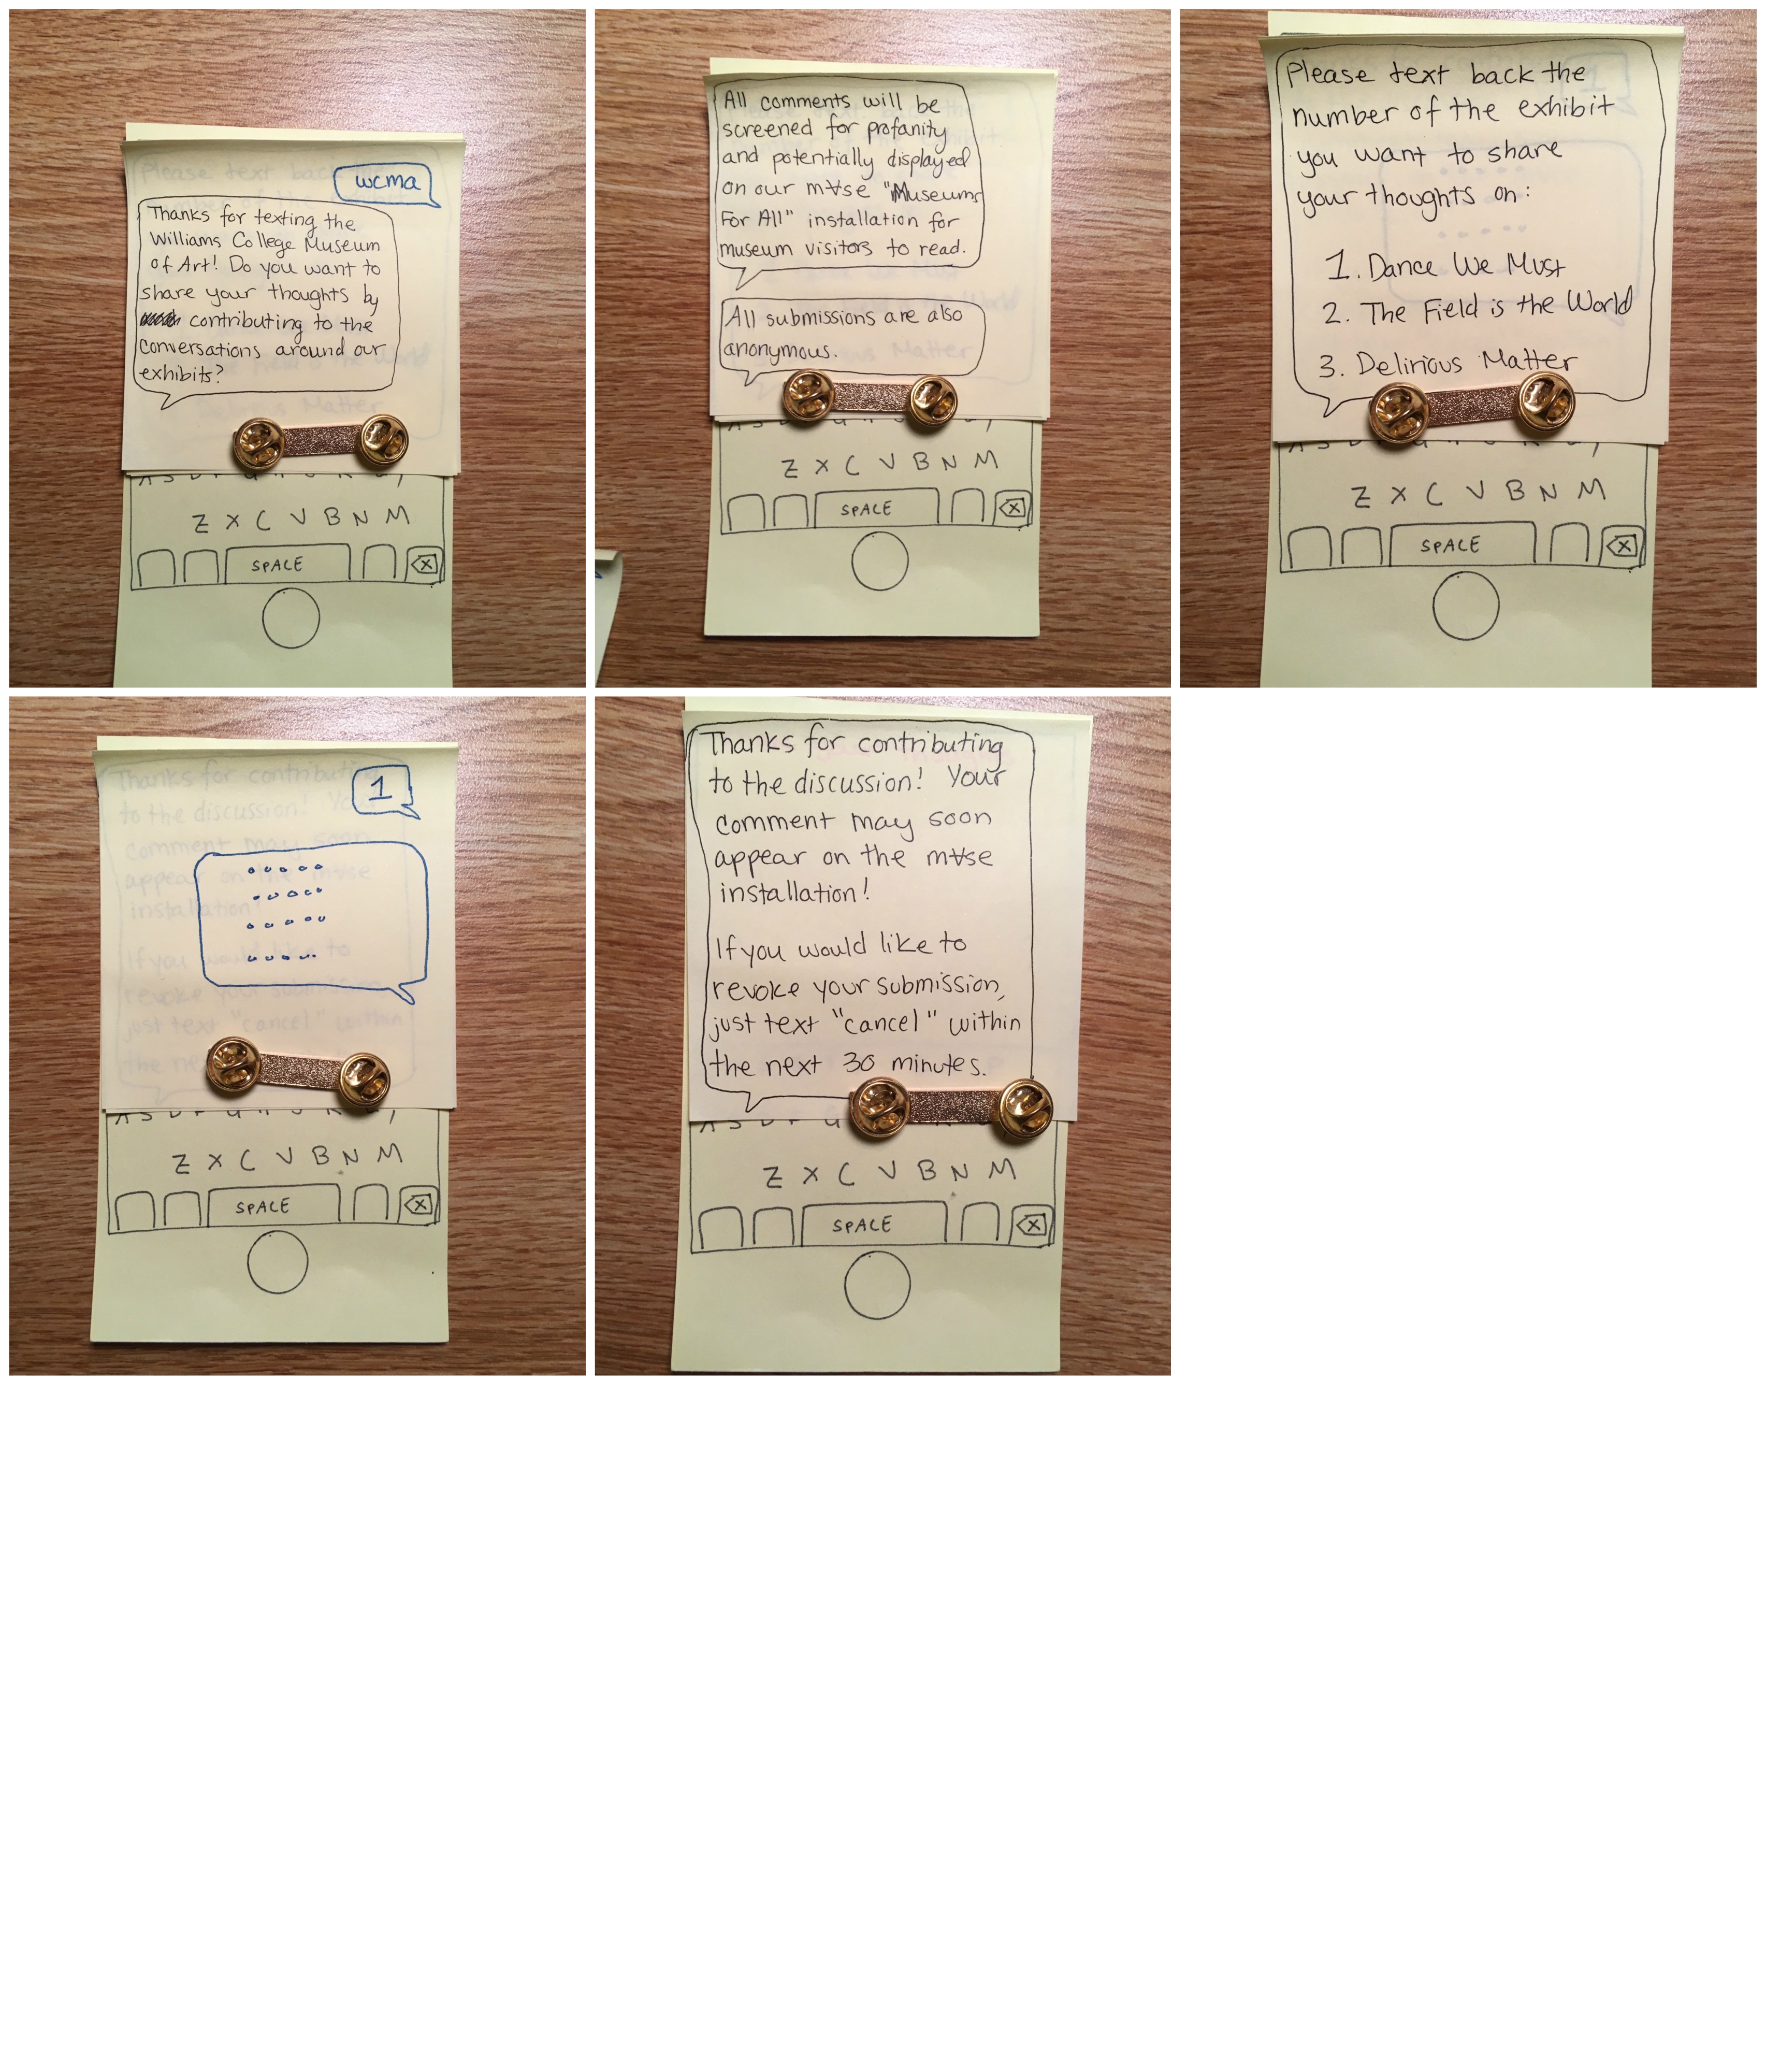 wcma
Thanks for texting the
Williams College Museum
of Art! Do you want to
share your thoughts by
contributing to the
conversations around our
exhibits?
Z X C V B N M
SPACE
X
All comments will be
screened for profanity
and potentially displayed
on our m∀se "Museums
For All" installation for
museum visitors to read.
All submissions are also
anonymous.
Z X C V B N M
SPACE
X
Please text back the
number of the exhibit
you want to share
your thoughts on:
1. Dance We Must
2. The Field is the World
3. Delirious Matter
Z X C V B N M
SPACE
X
1
Z X C V B N M
SPACE
X
Thanks for contributing
to the discussion! Your
comment may soon
appear on the m∀se
installation!
If you would like to
revoke your submission,
just text "cancel" within
the next 30 minutes.
Z X C V B N M
SPACE
X